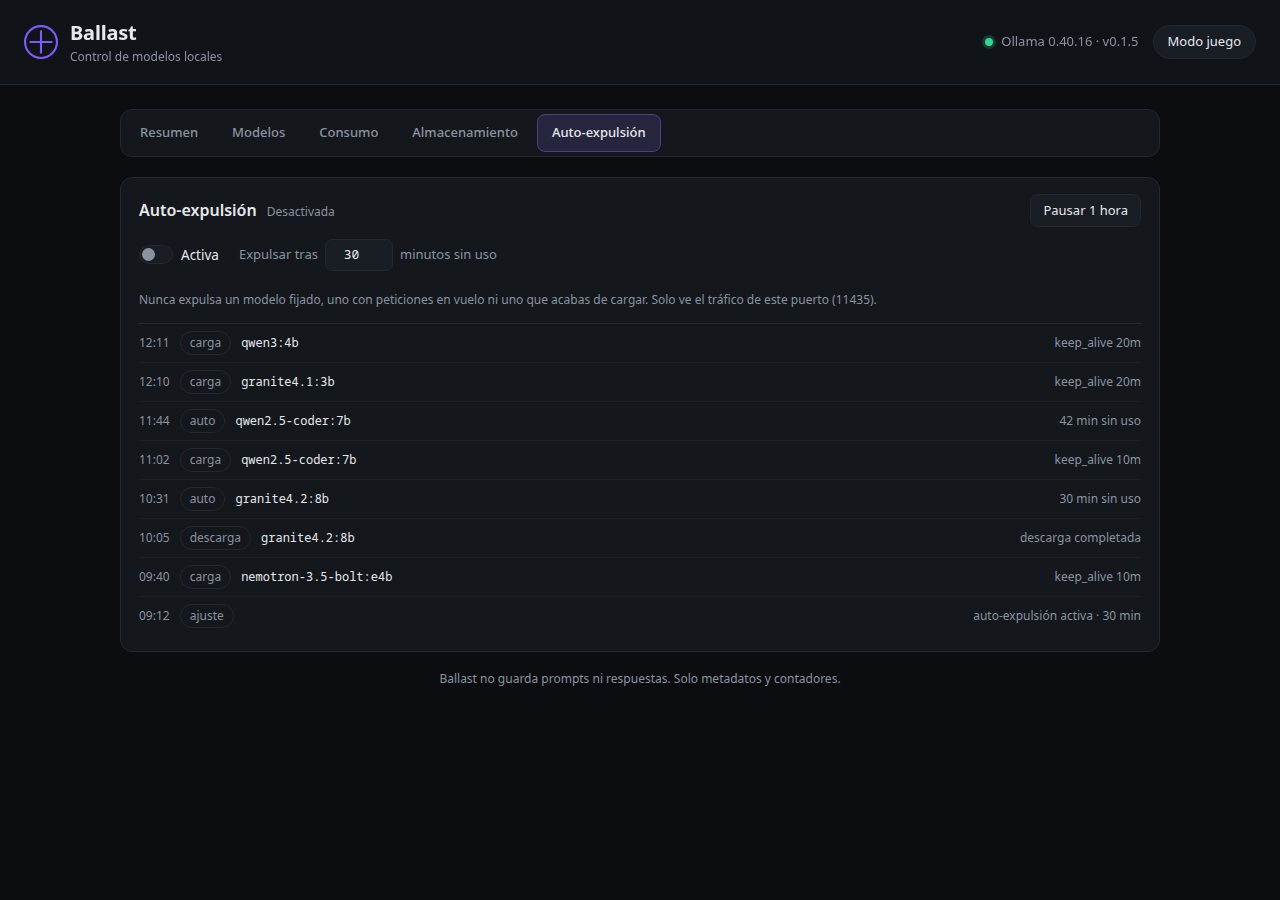 Ballast
Control de modelos locales
Ollama 0.40.16 · v0.1.5
Modo juego
Resumen Modelos Consumo Almacenamiento Auto-expulsión
Auto-expulsión Desactivada
Pausar 1 hora
Activa Expulsar tras 30 minutos sin uso
Nunca expulsa un modelo fijado, uno con peticiones en vuelo ni uno que acabas de cargar. Solo ve el tráfico de este puerto (11435).
12:11 carga qwen3:4b keep_alive 20m
12:10 carga granite4.1:3b keep_alive 20m
11:44 auto qwen2.5-coder:7b 42 min sin uso
11:02 carga qwen2.5-coder:7b keep_alive 10m
10:31 auto granite4.2:8b 30 min sin uso
10:05 descarga granite4.2:8b descarga completada
09:40 carga nemotron-3.5-bolt:e4b keep_alive 10m
09:12 ajuste auto-expulsión activa · 30 min
Ballast no guarda prompts ni respuestas. Solo metadatos y contadores.